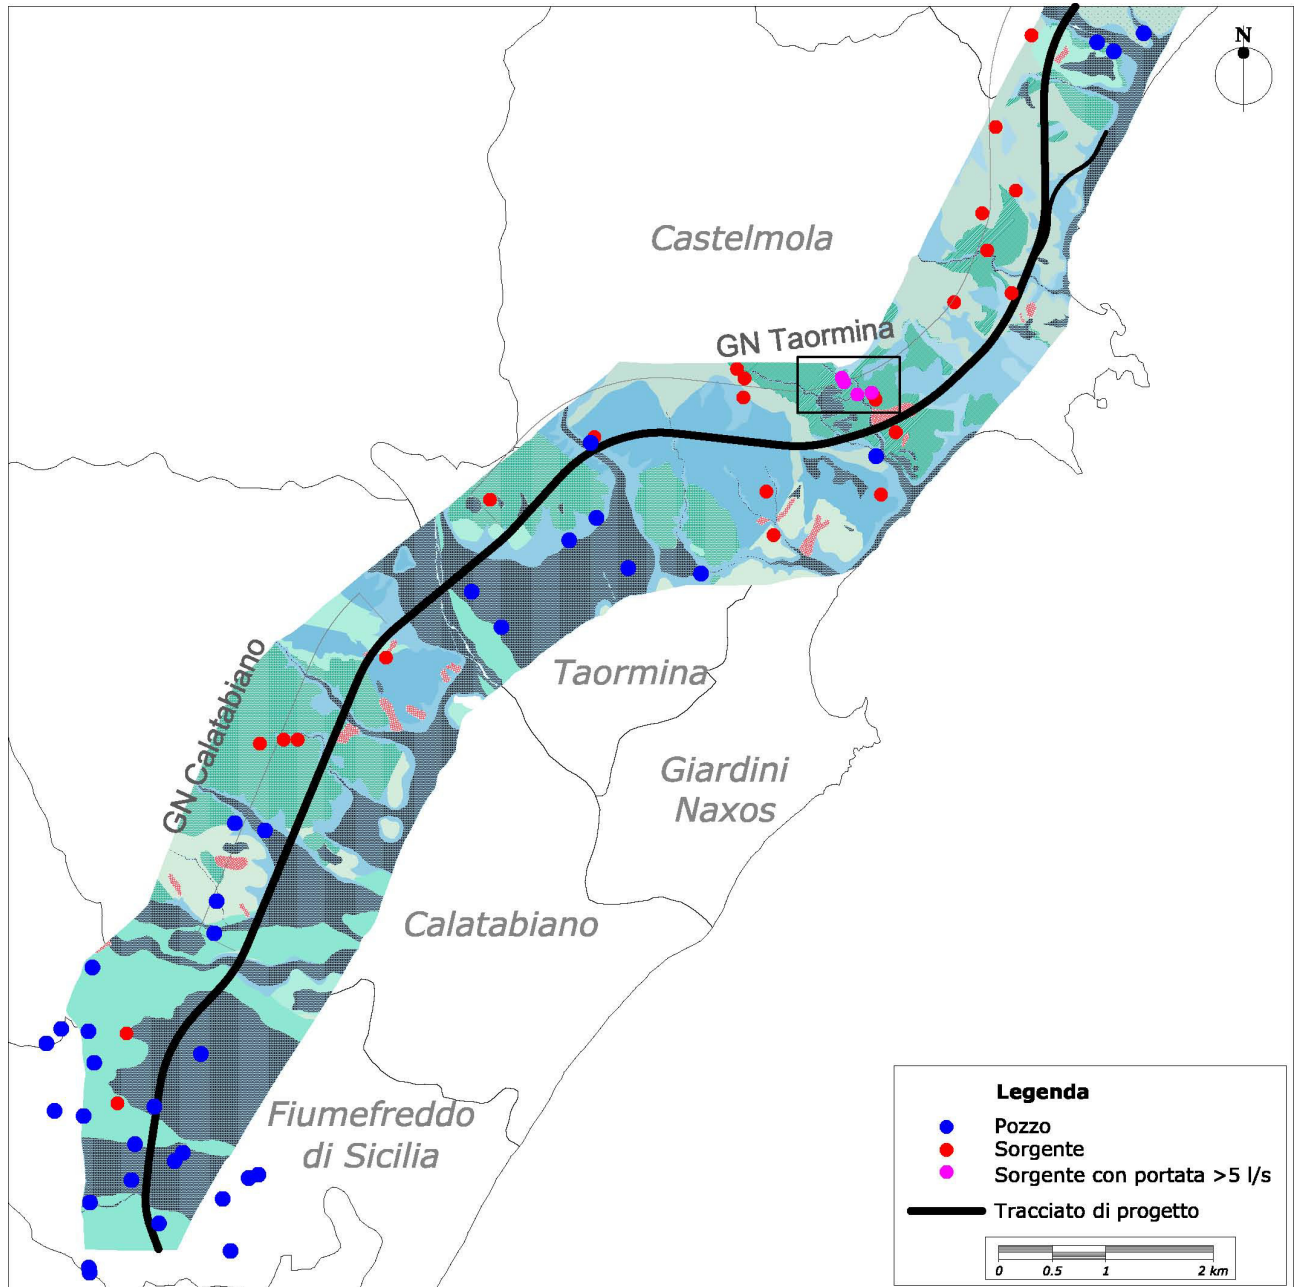 N
Castelmola
GN Taormina
GN Calatabiano
Taormina
Giardini
Naxos
Calatabiano
Fiumefreddo
di Sicilia
Legenda
Pozzo
Sorgente
Sorgente con portata >5 l/s
Tracciato di progetto
0 0.5 1 2 km